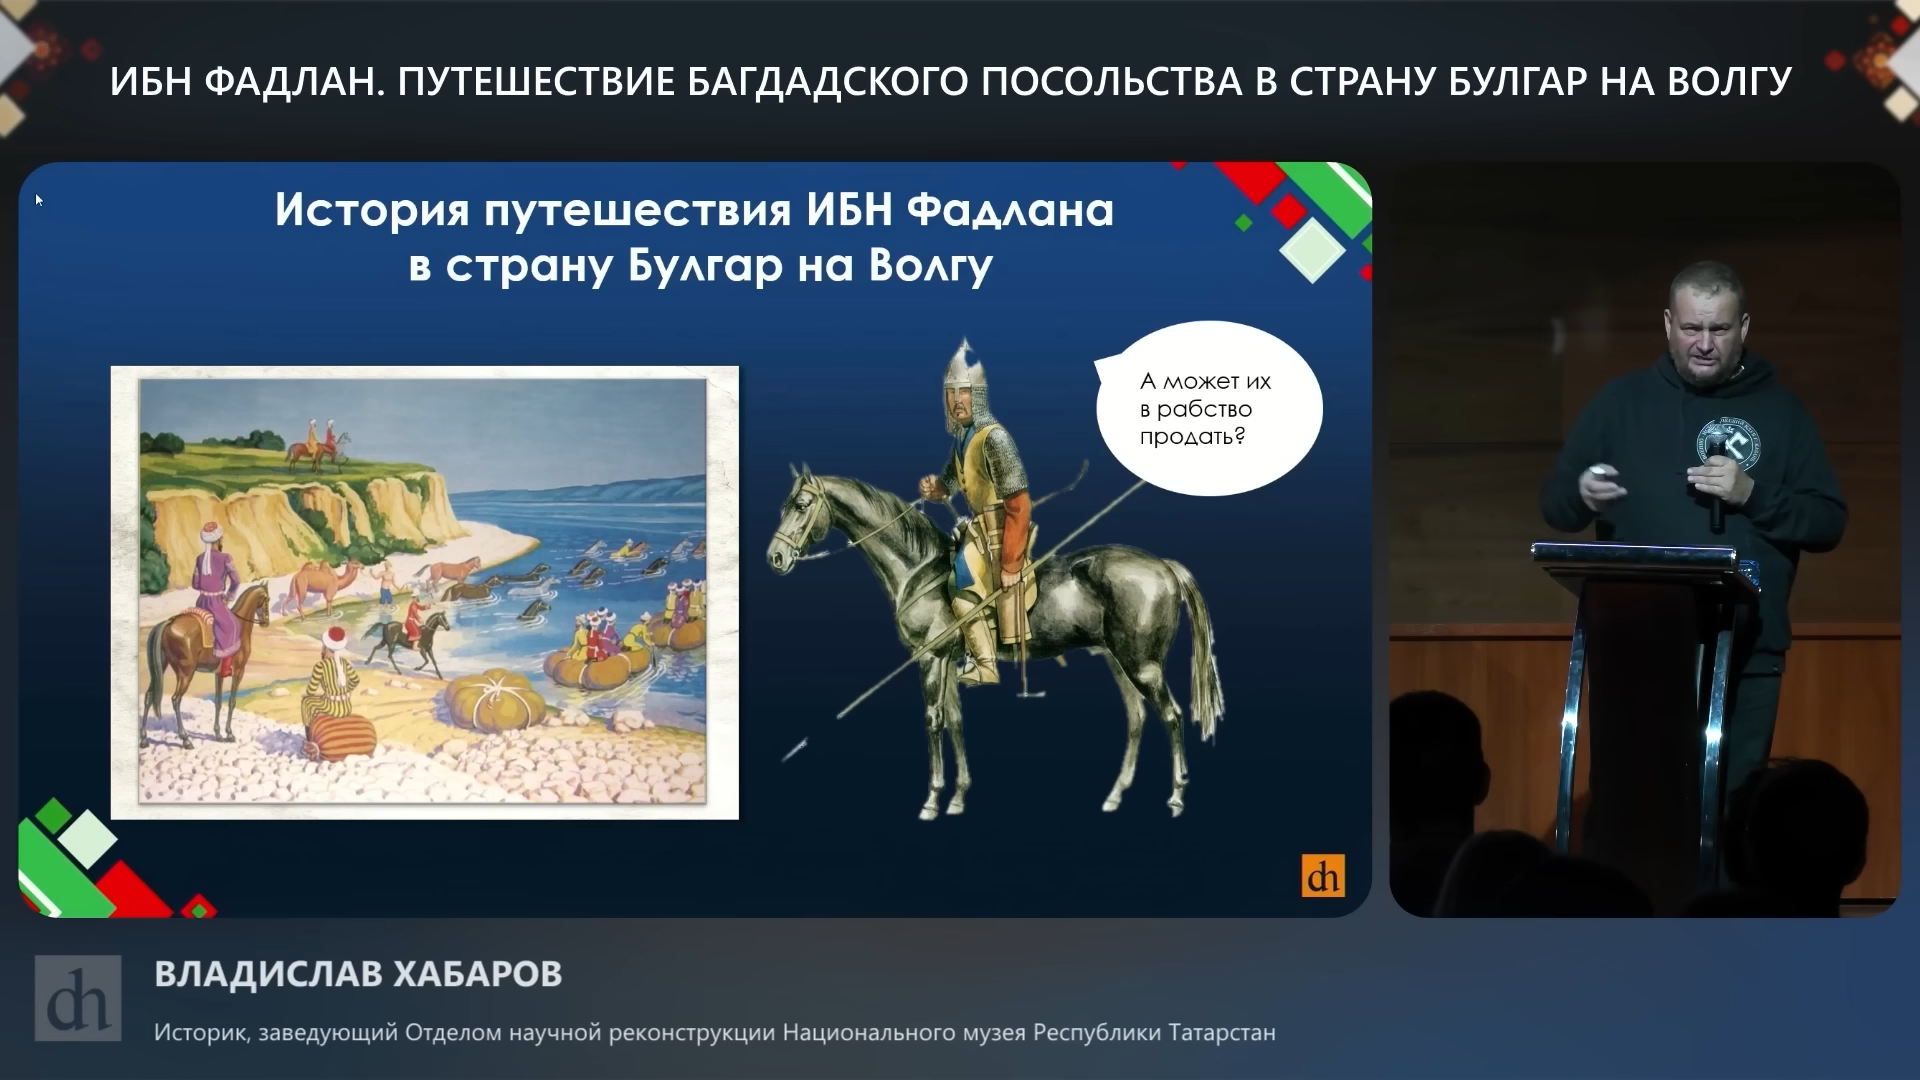 ИБН ФАДЛАН. ПУТЕШЕСТВИЕ БАГДАДСКОГО ПОСОЛЬСТВА В СТРАНУ БУЛГАР НА ВОЛГУ
История путешествия ИБН Фадлана
в страну Булгар на Волгу
А может их
в рабство
продать?
dh
dh
ВЛАДИСЛАВ ХАБАРОВ
Историк, заведующий Отделом научной реконструкции Национального музея Республики Татарстан